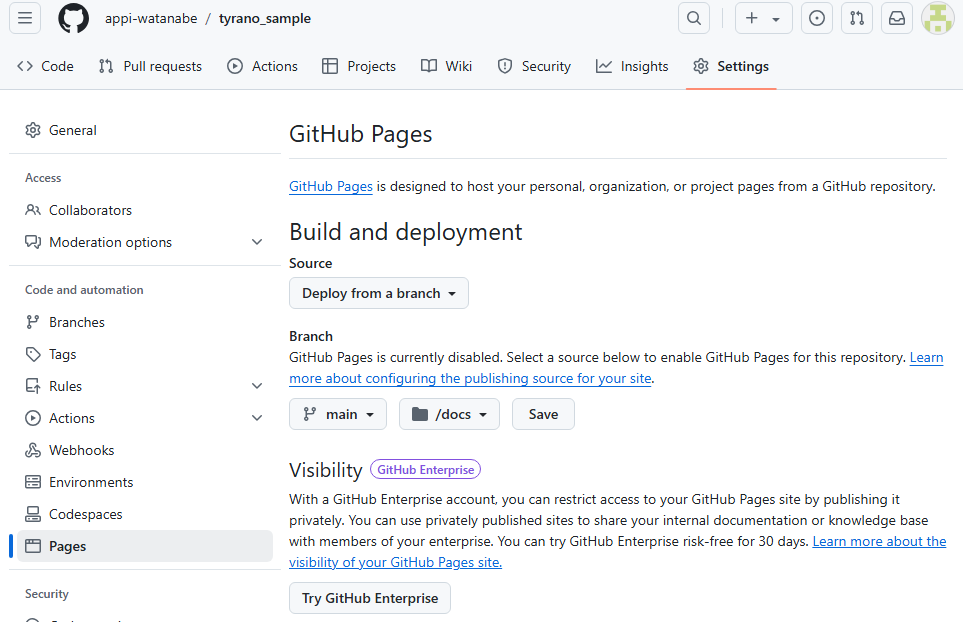 appi-watanabe / tyrano_sample
Code Pull requests Actions Projects Wiki Security Insights Settings
General
Access
Collaborators
Moderation options
Code and automation
Branches
Tags
Rules
Actions
Webhooks
Environments
Codespaces
Pages
Security
GitHub Pages
GitHub Pages is designed to host your personal, organization, or project pages from a GitHub repository.
Build and deployment
Source
Deploy from a branch
Branch
GitHub Pages is currently disabled. Select a source below to enable GitHub Pages for this repository. Learn
more about configuring the publishing source for your site.
main /docs Save
Visibility GitHub Enterprise
With a GitHub Enterprise account, you can restrict access to your GitHub Pages site by publishing it
privately. You can use privately published sites to share your internal documentation or knowledge base
with members of your enterprise. You can try GitHub Enterprise risk-free for 30 days. Learn more about the
visibility of your GitHub Pages site.
Try GitHub Enterprise